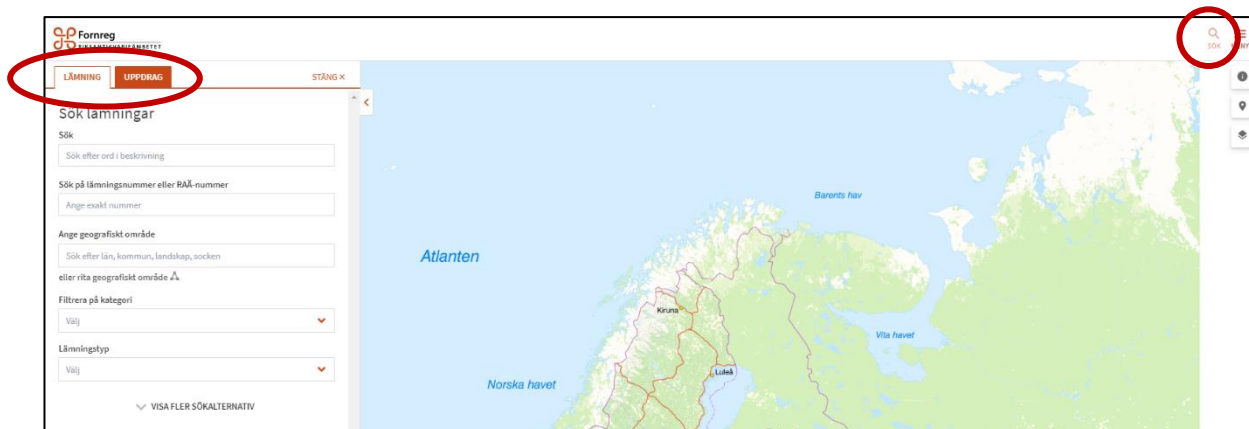 Fornreg
RIKSANTIKVARIEÄMBETET
SÖK
LÄMNING
UPPDRAG
STÄNG ×
Sök lämningar
Sök
Sök efter ord i beskrivning
Sök på lämningsnummer eller RAÄ-nummer
Ange exakt nummer
Ange geografiskt område
Sök efter län, kommun, landskap, socken
eller rita geografiskt område
Filtrera på kategori
Välj
Lämningstyp
Välj
VISA FLER SÖKALTERNATIV
Barents hav
Atlanten
Kiruna
Vita havet
Luleå
Norska havet